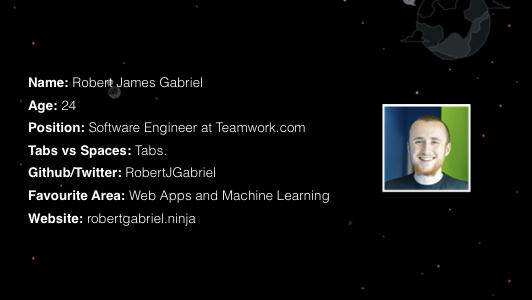 Name: Robert James Gabriel
Age: 24
Position: Software Engineer at Teamwork.com
Tabs vs Spaces: Tabs.
Github/Twitter: RobertJGabriel
Favourite Area: Web Apps and Machine Learning
Website: robertgabriel.ninja